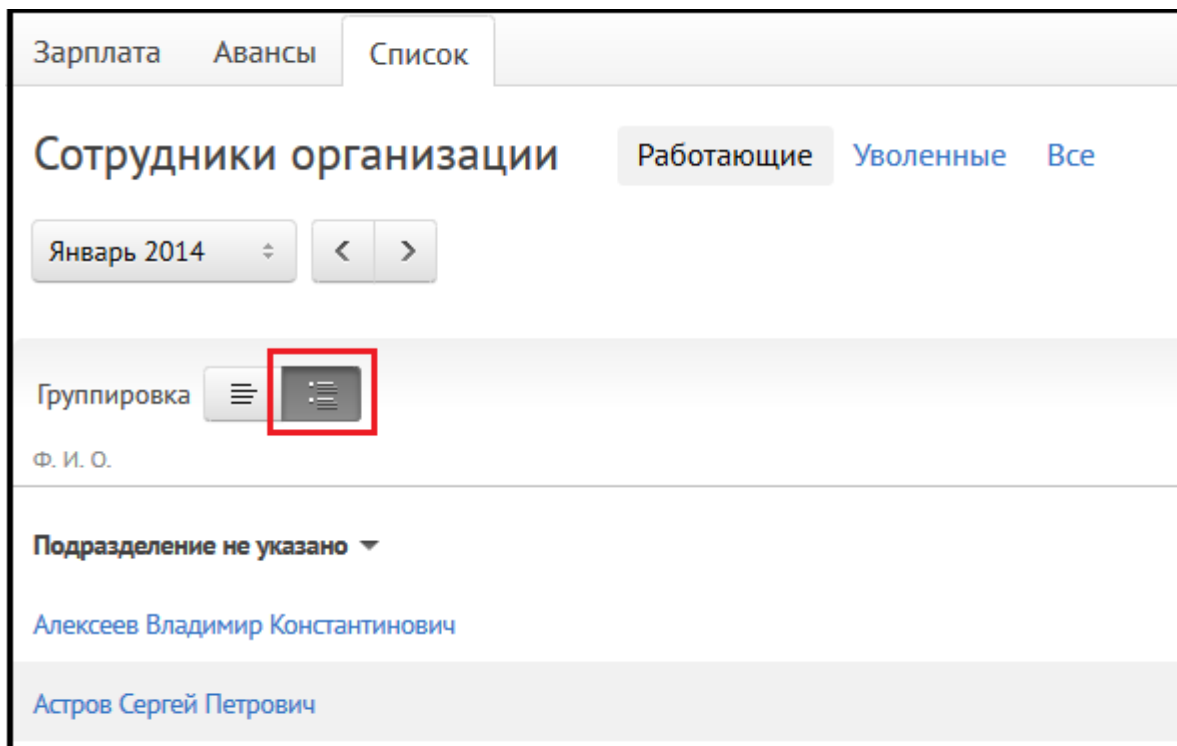 Зарплата Авансы Список
Сотрудники организации Работающие Уволенные Все
Январь 2014
Группировка
Ф. И. О.
Подразделение не указано
Алексеев Владимир Константинович
Астров Сергей Петрович